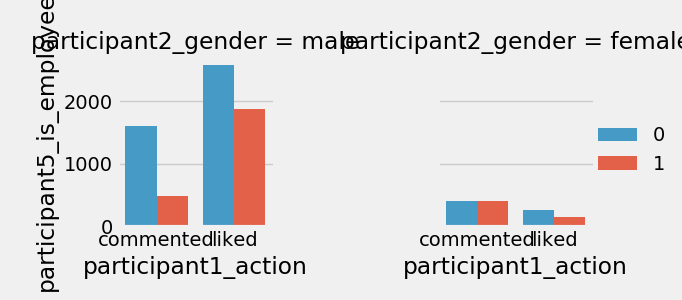 participant2_gender = male
participant2_gender = female
participant5_is_employee
2000
1000
0
commented
liked
participant1_action
commented
liked
participant1_action
0
1